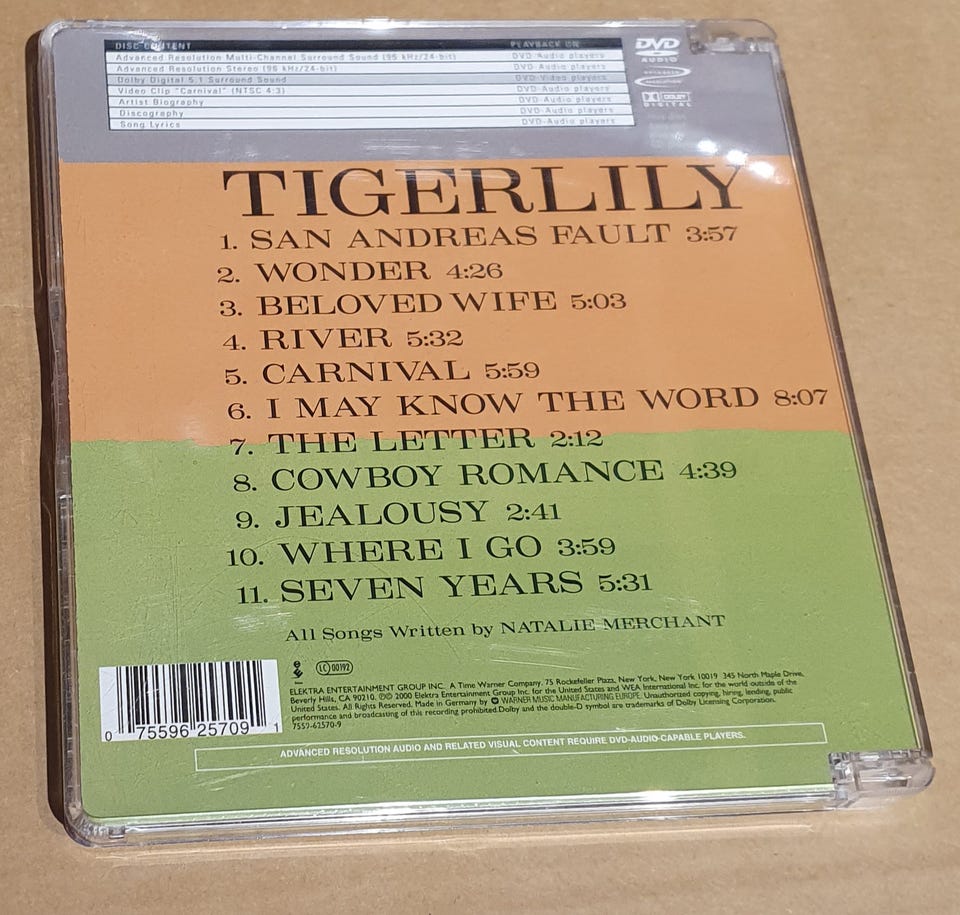 DISC CONTENT PLAYBACK ON
Advanced Resolution Multi-Channel Surround Sound (96 kHz/24-bit) DVD-Audio players
Advanced Resolution Stereo (96 kHz/24-bit) DVD-Audio players
Dolby Digital 5.1 Surround Sound DVD-Video players
Video Clip "Carnival" (NTSC 4:3) DVD-Audio players
Artist Biography DVD-Audio players
Discography DVD-Audio players
Song Lyrics DVD-Audio players
DVD
AUDIO
ADVANCED
RESOLUTION
DOLBY
DIGITAL
TIGERLILY
1. SAN ANDREAS FAULT 3:57
2. WONDER 4:26
3. BELOVED WIFE 5:03
4. RIVER 5:32
5. CARNIVAL 5:59
6. I MAY KNOW THE WORD 8:07
7. THE LETTER 2:12
8. COWBOY ROMANCE 4:39
9. JEALOUSY 2:41
10. WHERE I GO 3:59
11. SEVEN YEARS 5:31
All Songs Written by NATALIE MERCHANT
LC 00192
ELEKTRA ENTERTAINMENT GROUP INC. A Time Warner Company. 75 Rockefeller Plaza, New York, New York 10019 345 North Maple Drive,
Beverly Hills, CA 90210. ℗© 2000 Elektra Entertainment Group Inc. for the United States and WEA International Inc. for the world outside of the
United States. All Rights Reserved. Made in Germany by WARNER MUSIC MANUFACTURING EUROPE. Unauthorized copying, hiring, lending, public
performance and broadcasting of this recording prohibited. Dolby and the double-D symbol are trademarks of Dolby Licensing Corporation.
7559-62570-9
0 75596 25709 1
ADVANCED RESOLUTION AUDIO AND RELATED VISUAL CONTENT REQUIRE DVD-AUDIO-CAPABLE PLAYERS.